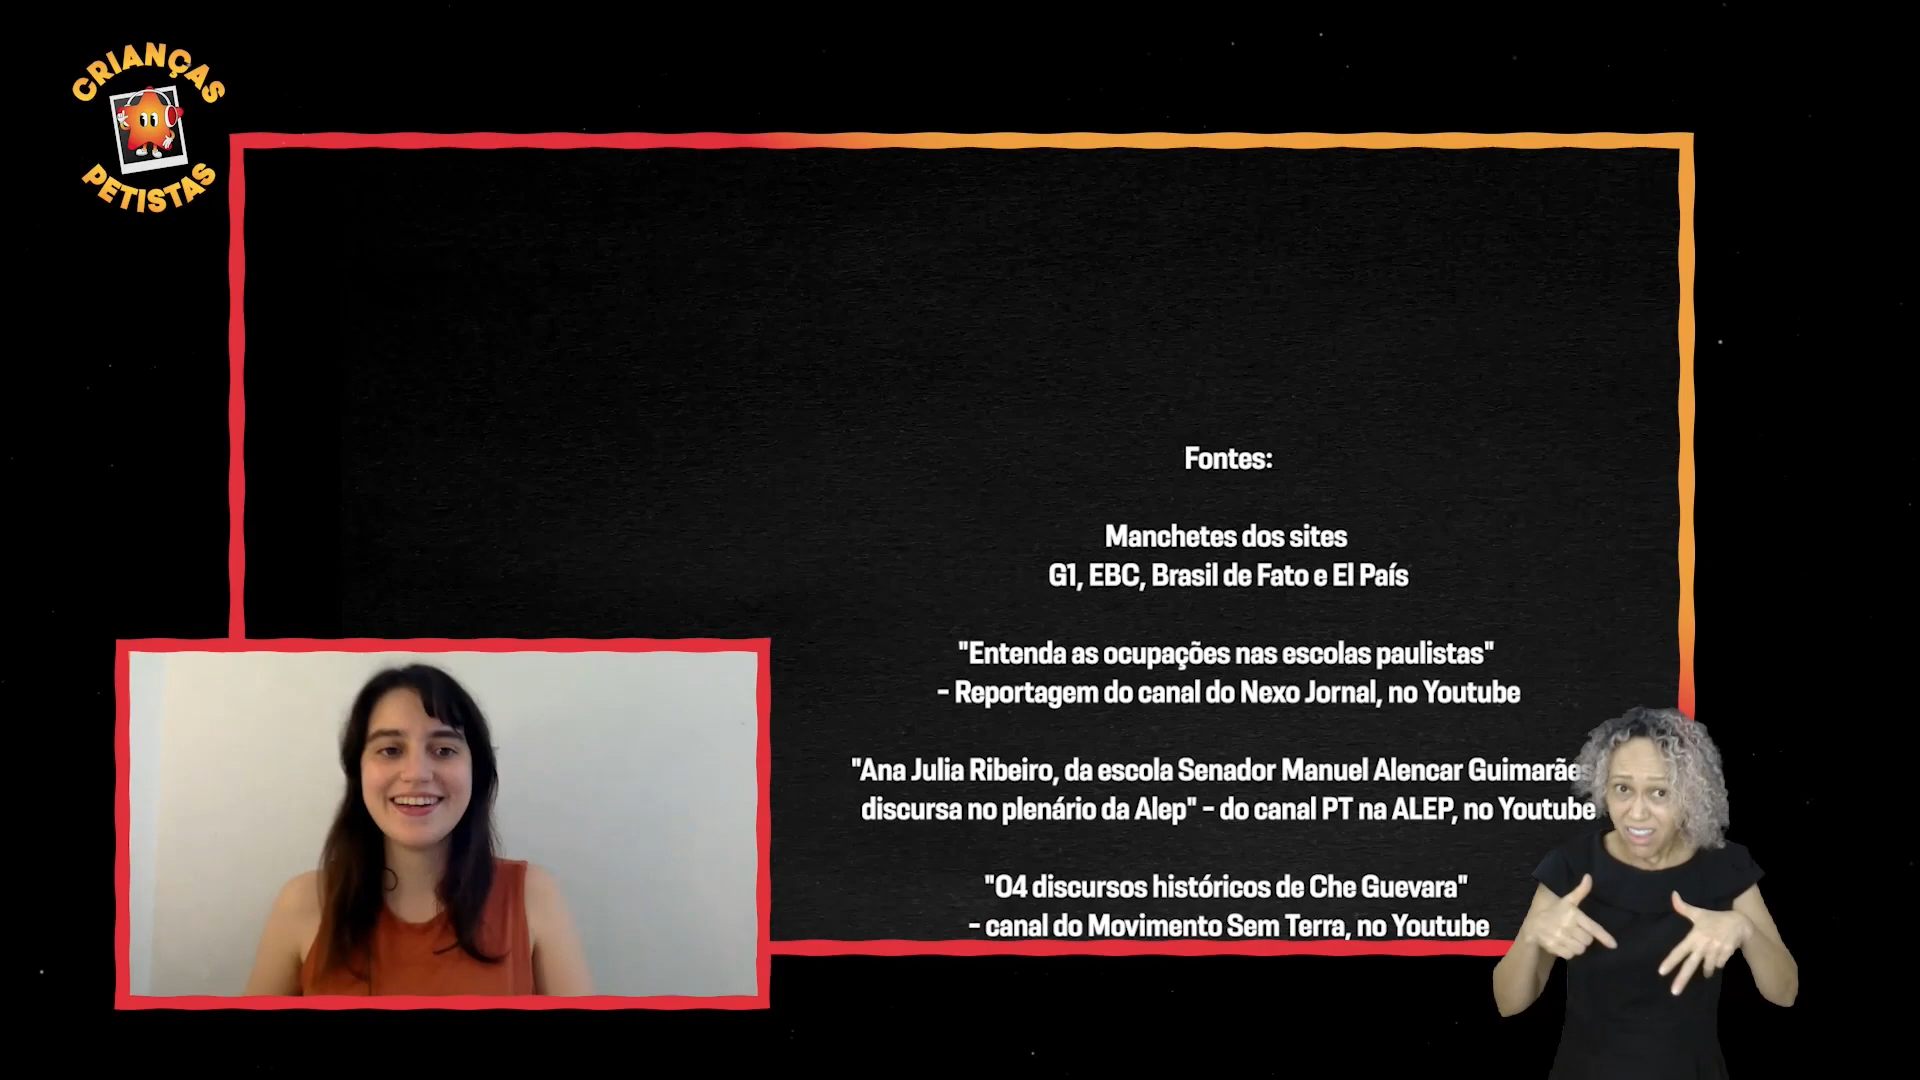 CRIANÇAS
PETISTAS
Fontes:
Manchetes dos sites
G1, EBC, Brasil de Fato e El País
"Entenda as ocupações nas escolas paulistas"
- Reportagem do canal do Nexo Jornal, no Youtube
"Ana Julia Ribeiro, da escola Senador Manuel Alencar Guimarães
discursa no plenário da Alep" - do canal PT na ALEP, no Youtube
"04 discursos históricos de Che Guevara"
- canal do Movimento Sem Terra, no Youtube